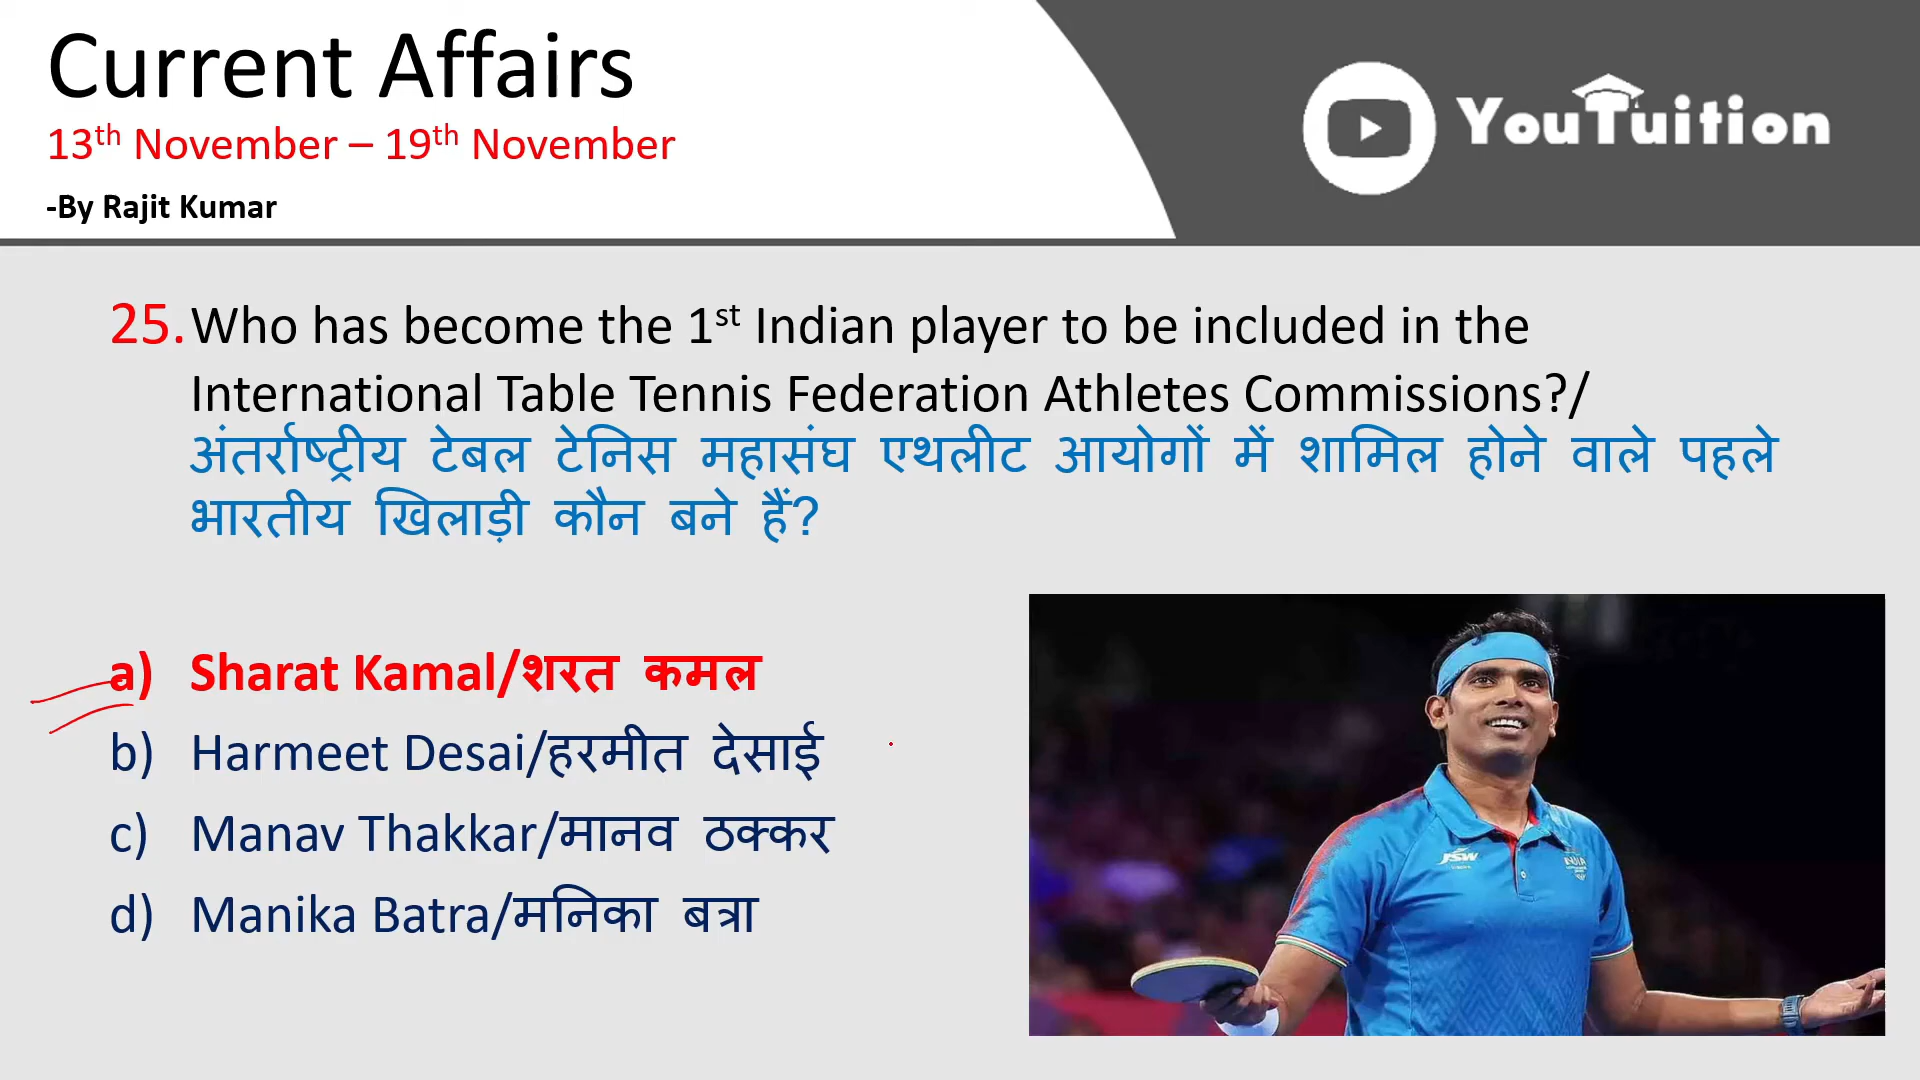 Current Affairs
13th November – 19th November
-By Rajit Kumar
YouTuition
25. Who has become the 1st Indian player to be included in the
International Table Tennis Federation Athletes Commissions?/
अंतर्राष्ट्रीय टेबल टेनिस महासंघ एथलीट आयोगों में शामिल होने वाले पहले
भारतीय खिलाड़ी कौन बने हैं?
a) Sharat Kamal/शरत कमल
b) Harmeet Desai/हरमीत देसाई
c) Manav Thakkar/मानव ठक्कर
d) Manika Batra/मनिका बत्रा
JSW
INDIA